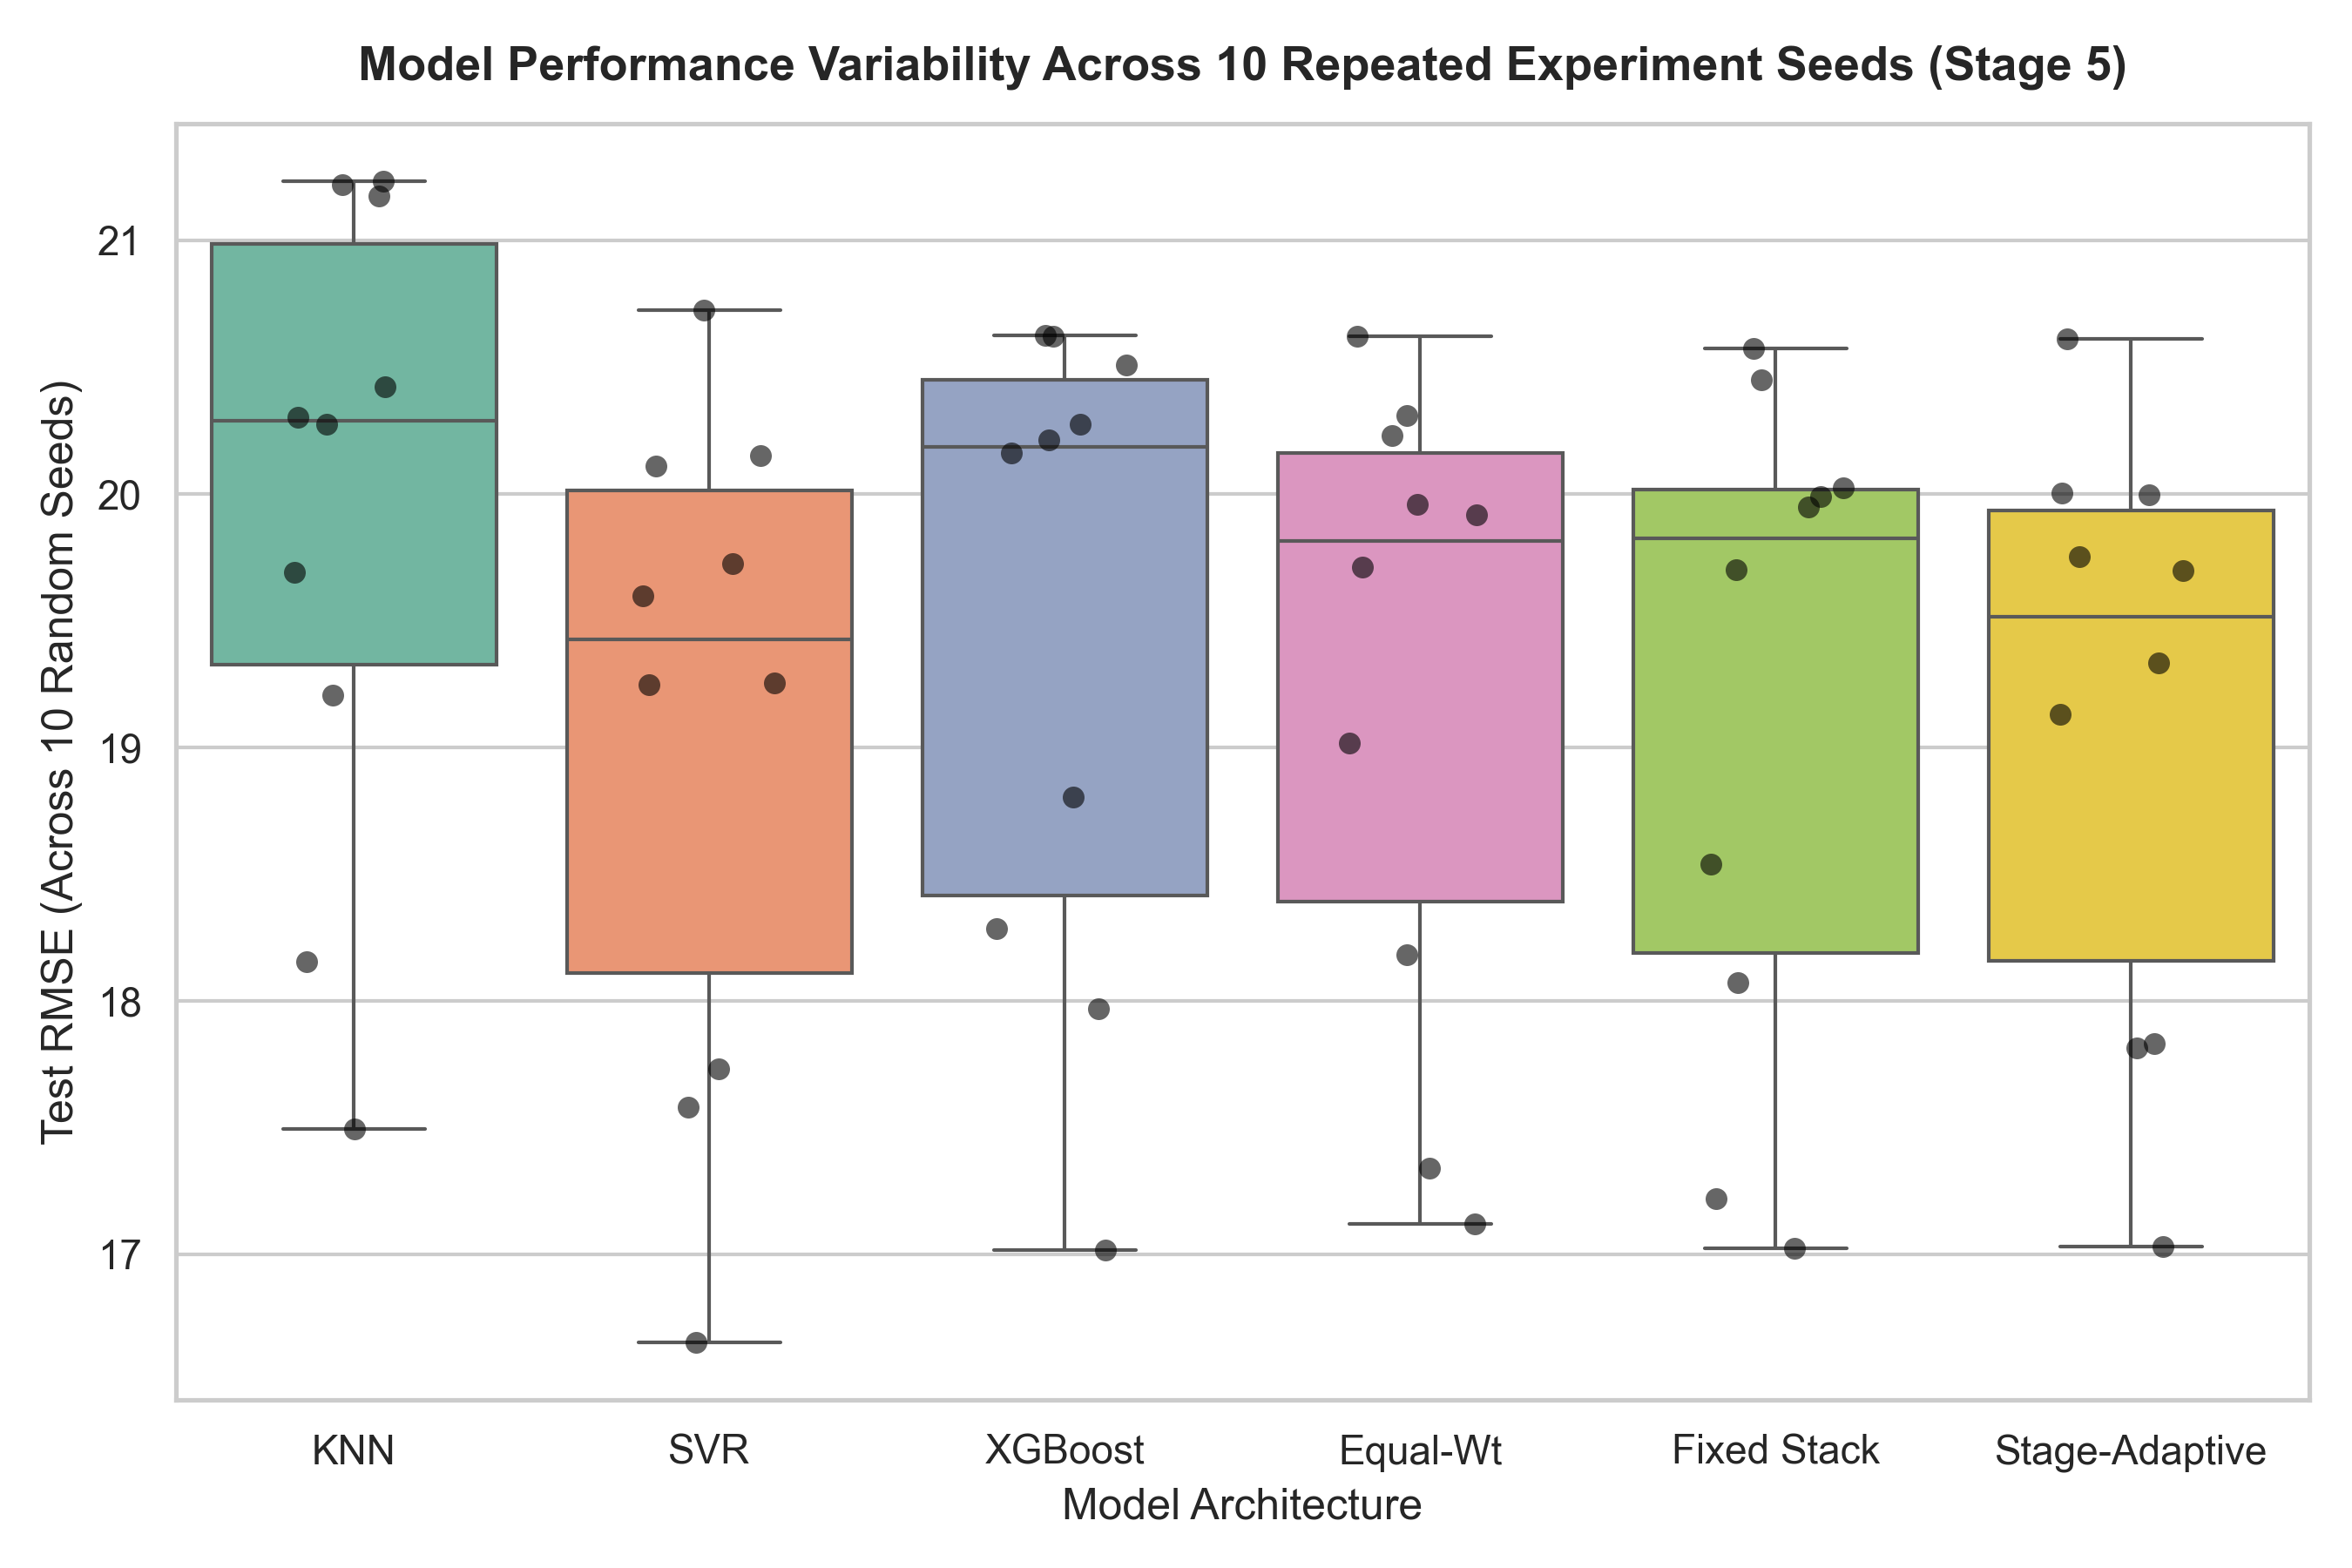 Model Performance Variability Across 10 Repeated Experiment Seeds (Stage 5)
Test RMSE (Across 10 Random Seeds)
21
20
19
18
17
KNN
SVR
XGBoost
Equal-Wt
Fixed Stack
Stage-Adaptive
Model Architecture